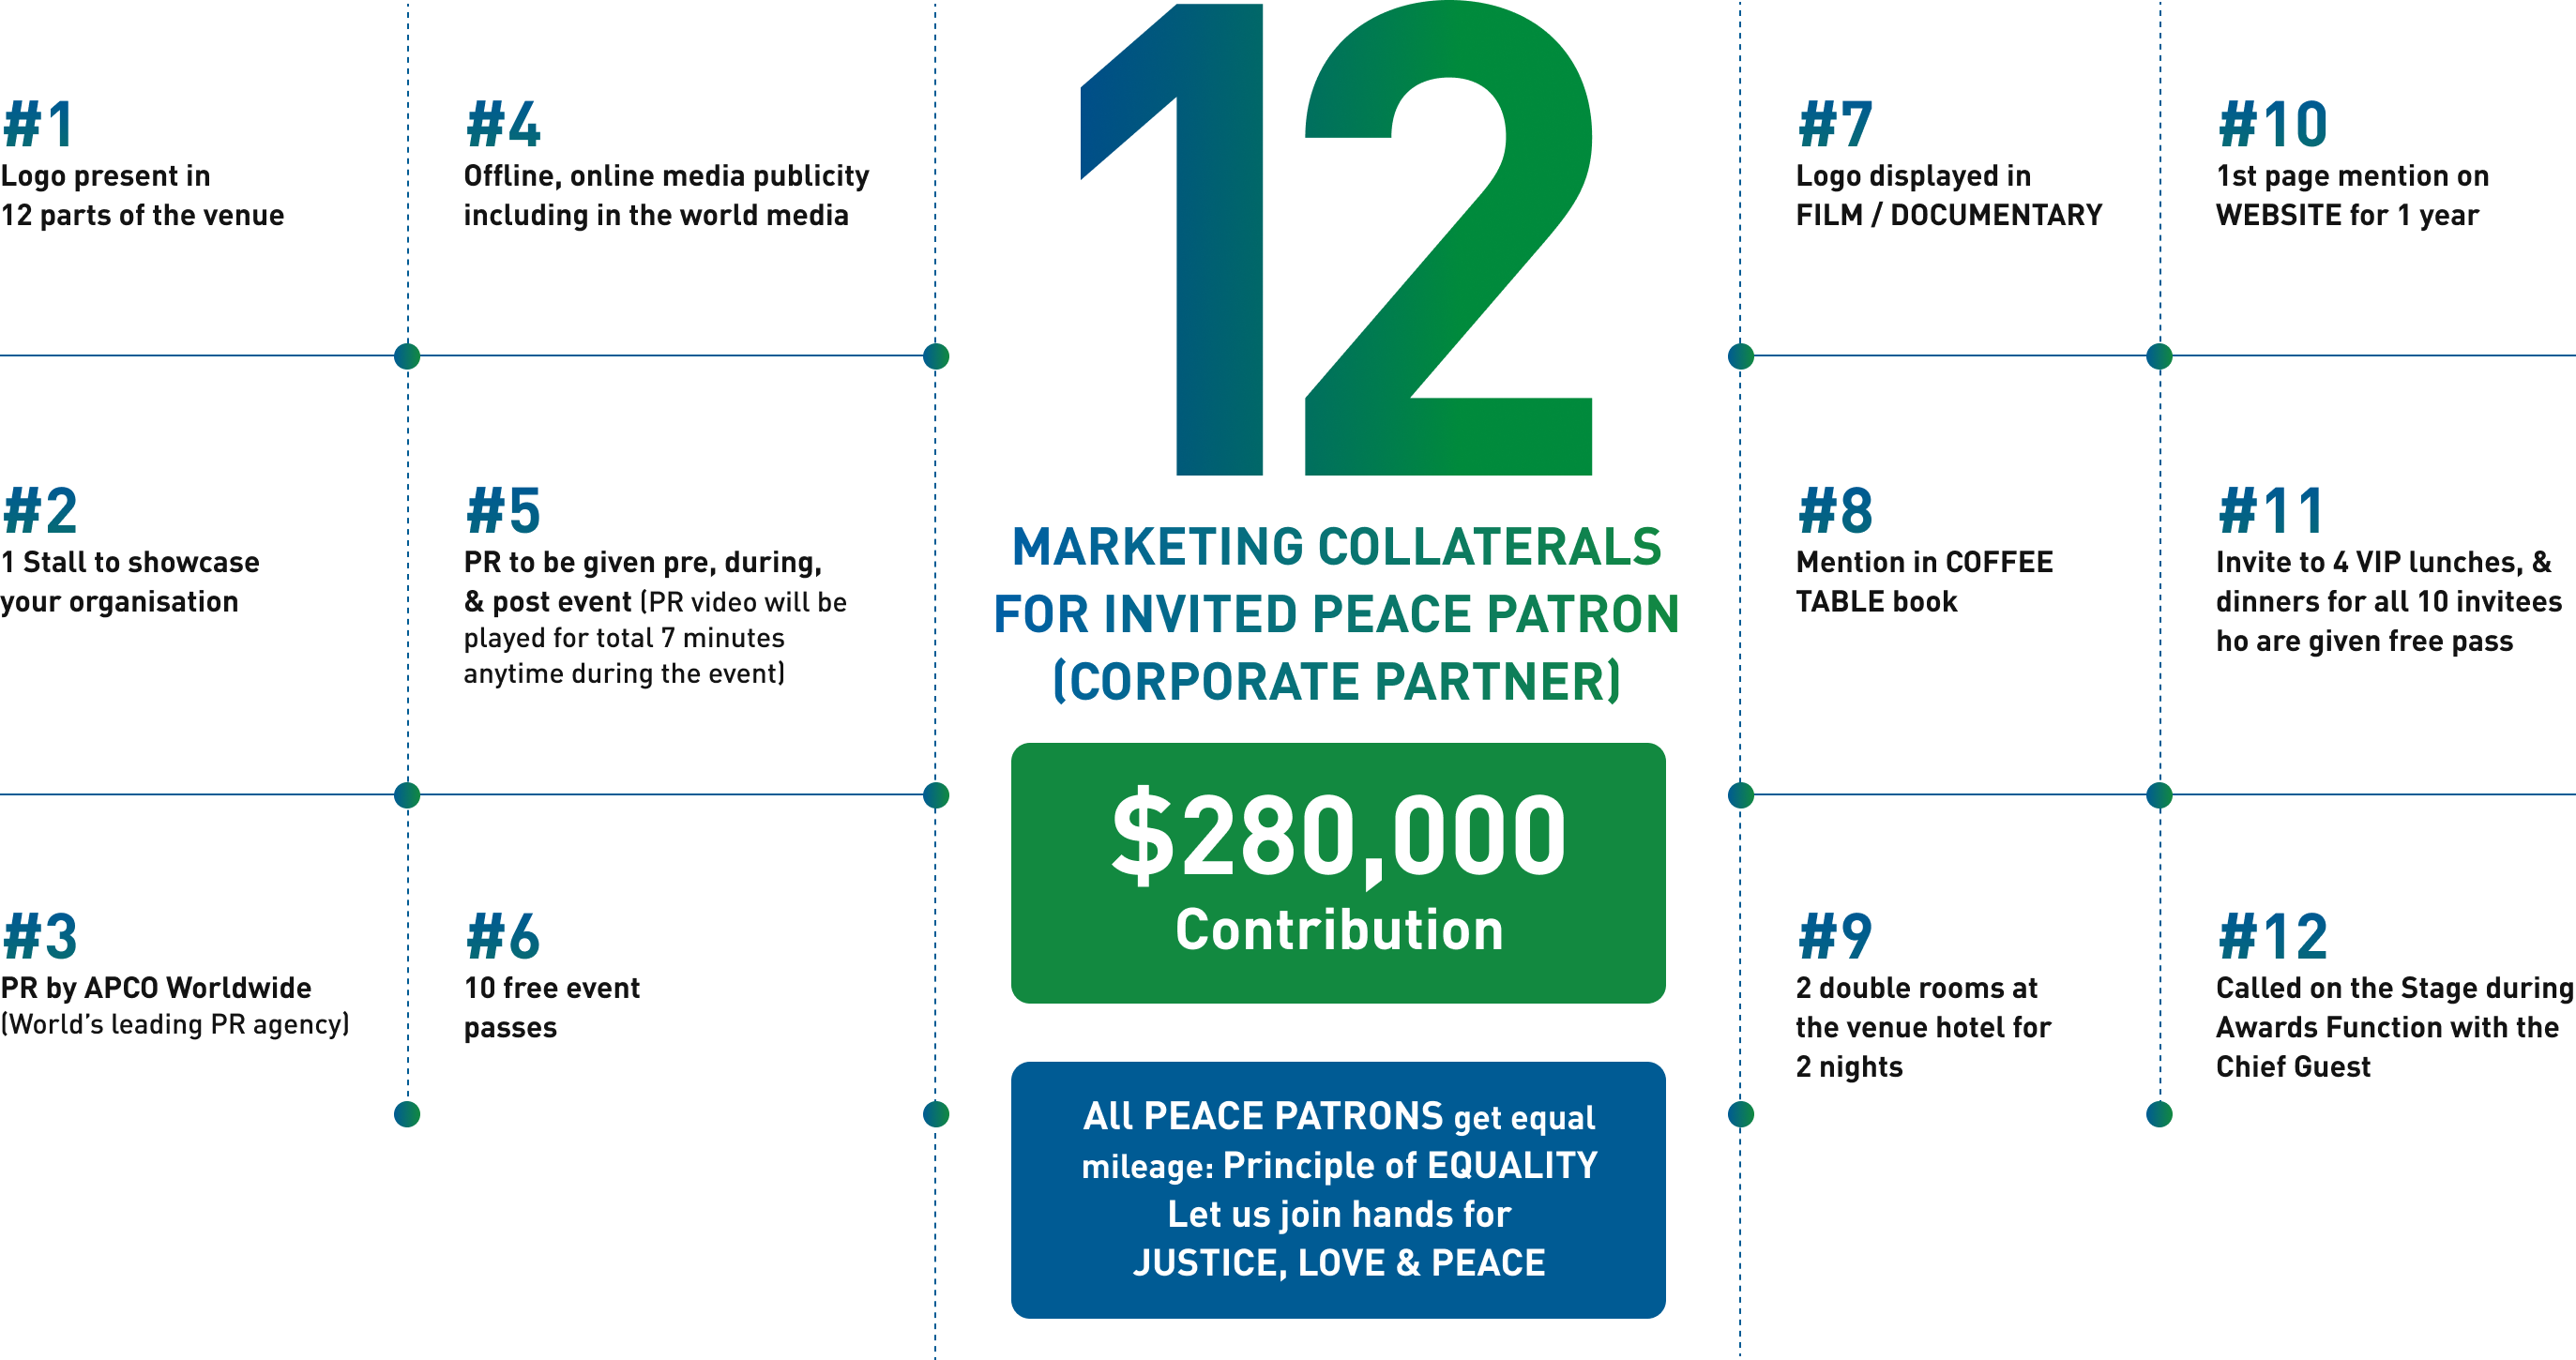 #1
Logo present in
12 parts of the venue
#2
1 Stall to showcase
your organisation
#3
PR by APCO Worldwide
(World's leading PR agency)
#4
Offline, online media publicity
including in the world media
#5
PR to be given pre, during,
& post event (PR video will be
played for total 7 minutes
anytime during the event)
#6
10 free event
passes
12
MARKETING COLLATERALS
FOR INVITED PEACE PATRON
(CORPORATE PARTNER)
$280,000
Contribution
All PEACE PATRONS get equal
mileage: Principle of EQUALITY
Let us join hands for
JUSTICE, LOVE & PEACE
#7
Logo displayed in
FILM / DOCUMENTARY
#8
Mention in COFFEE
TABLE book
#9
2 double rooms at
the venue hotel for
2 nights
#10
1st page mention on
WEBSITE for 1 year
#11
Invite to 4 VIP lunches, &
dinners for all 10 invitees
ho are given free pass
#12
Called on the Stage during
Awards Function with the
Chief Guest